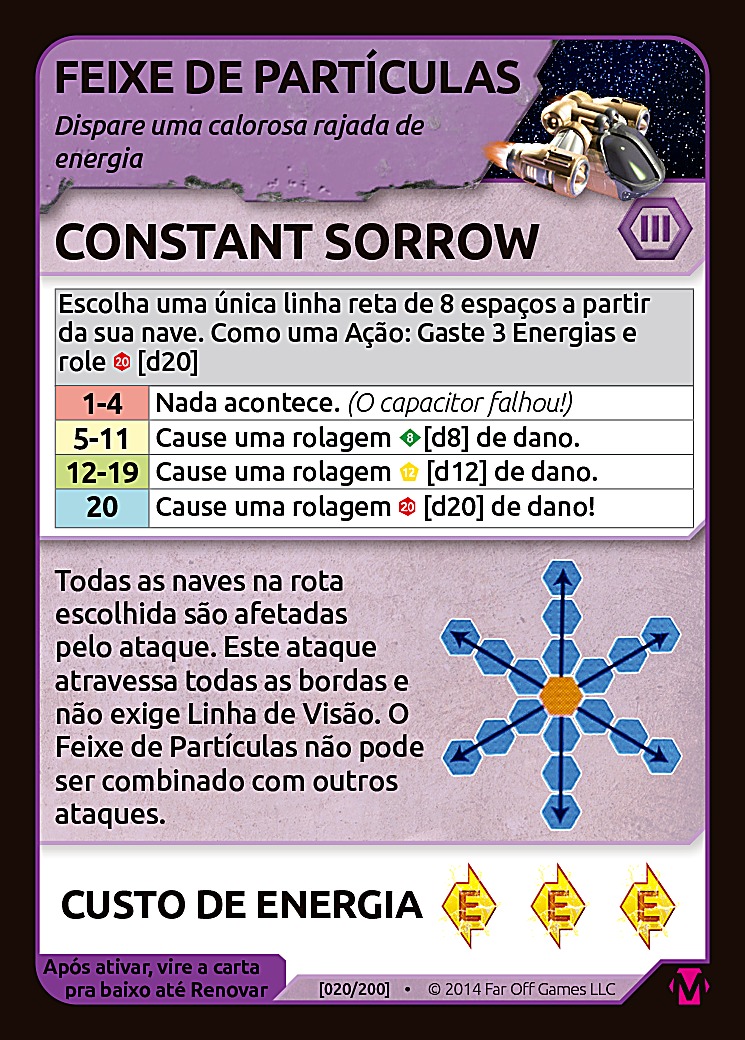 FEIXE DE PARTÍCULAS
Dispare uma calorosa rajada de
energia
CONSTANT SORROW
III
Escolha uma única linha reta de 8 espaços a partir
da sua nave. Como uma Ação: Gaste 3 Energias e
role 20 [d20]
1-4 Nada acontece. (O capacitor falhou!)
5-11 Cause uma rolagem 8 [d8] de dano.
12-19 Cause uma rolagem 12 [d12] de dano.
20 Cause uma rolagem 20 [d20] de dano!
Todas as naves na rota
escolhida são afetadas
pelo ataque. Este ataque
atravessa todas as bordas e
não exige Linha de Visão. O
Feixe de Partículas não pode
ser combinado com outros
ataques.
CUSTO DE ENERGIA E E E
Após ativar, vire a carta
pra baixo até Renovar
[020/200] • © 2014 Far Off Games LLC